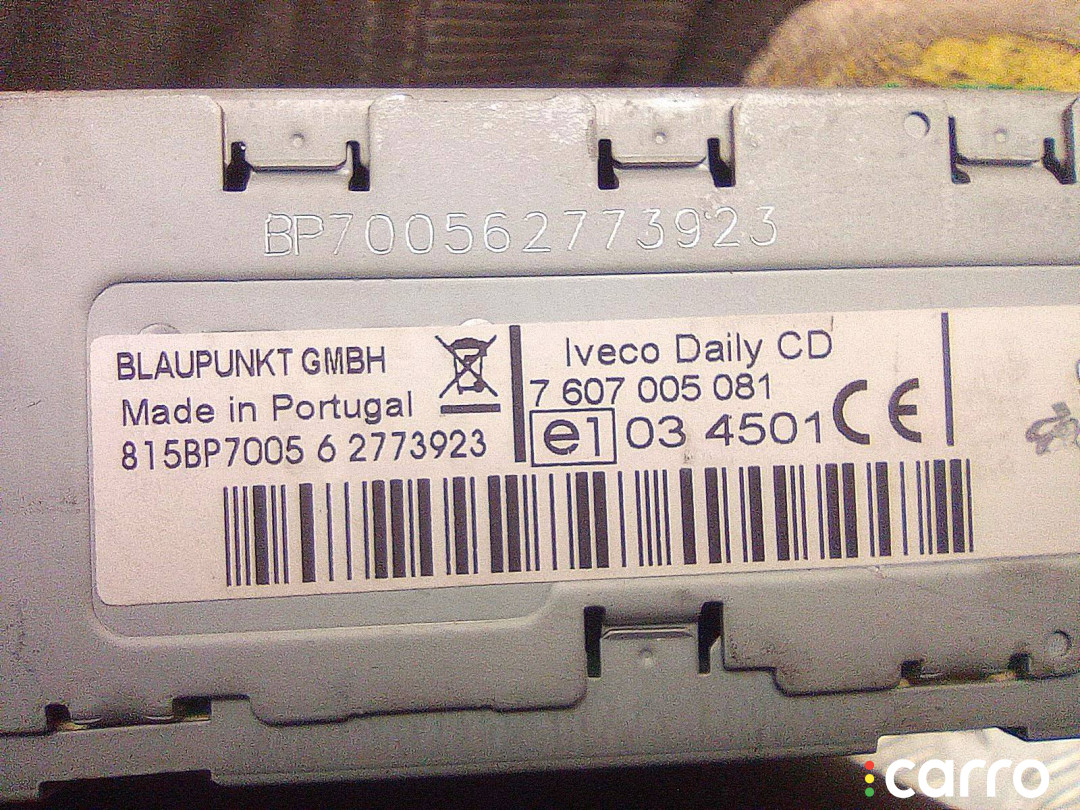 BP700562773923
BLAUPUNKT GMBH
Made in Portugal
815BP7005 6 2773923
Iveco Daily CD
7 607 005 081
e1 03 4501 CE
carro